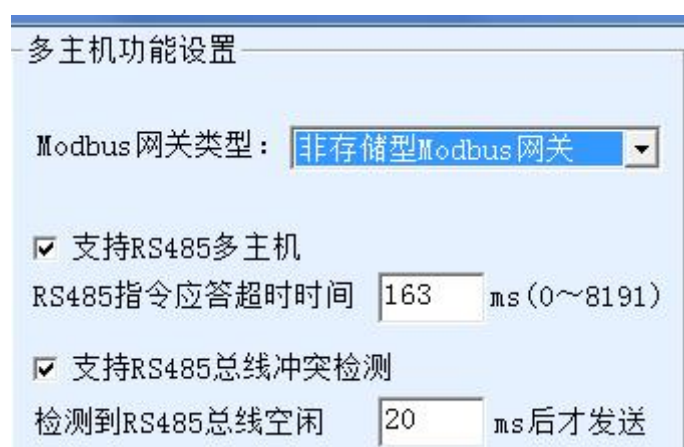 多主机功能设置
Modbus网关类型： 非存储型Modbus网关
支持RS485多主机
RS485指令应答超时时间 163 ms(0～8191)
支持RS485总线冲突检测
检测到RS485总线空闲 20 ms后才发送